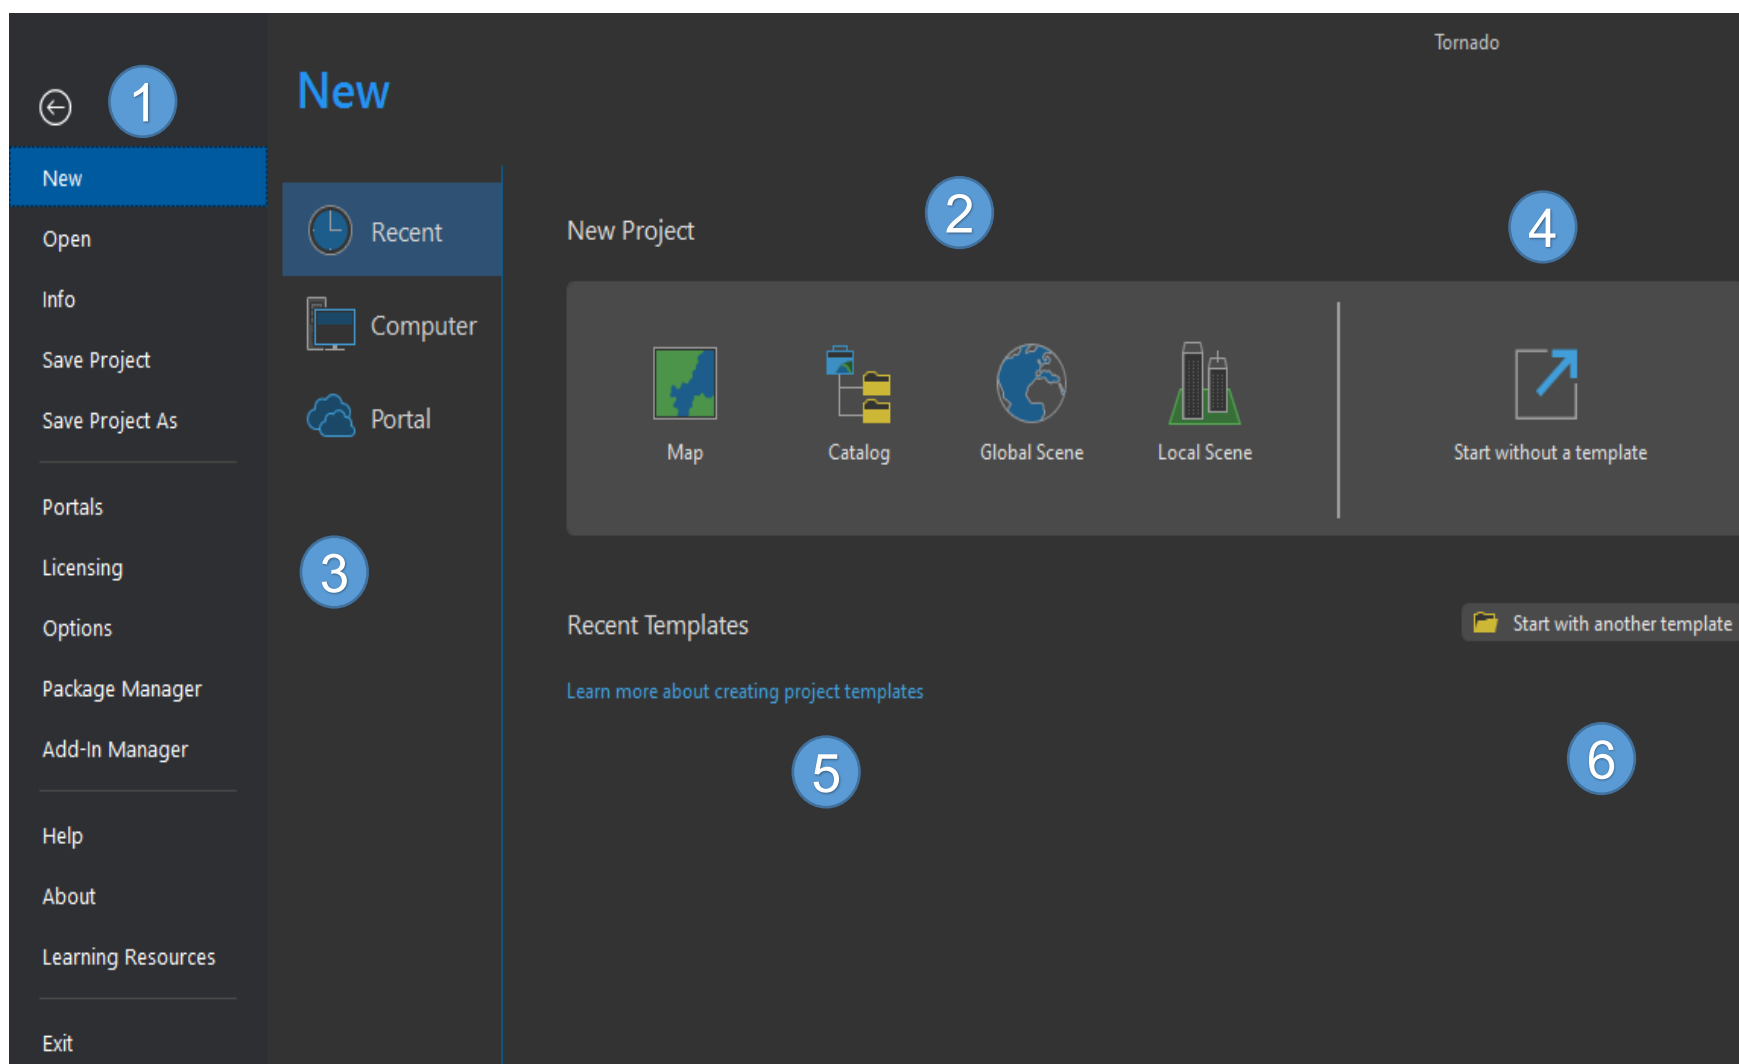 Tornado
1
New
New
Open
Info
Save Project
Save Project As
Portals
Licensing
Options
Package Manager
Add-In Manager
Help
About
Learning Resources
Exit
Recent
Computer
Portal
3
New Project
2
4
Map
Catalog
Global Scene
Local Scene
Start without a template
Recent Templates
Start with another template
Learn more about creating project templates
5
6